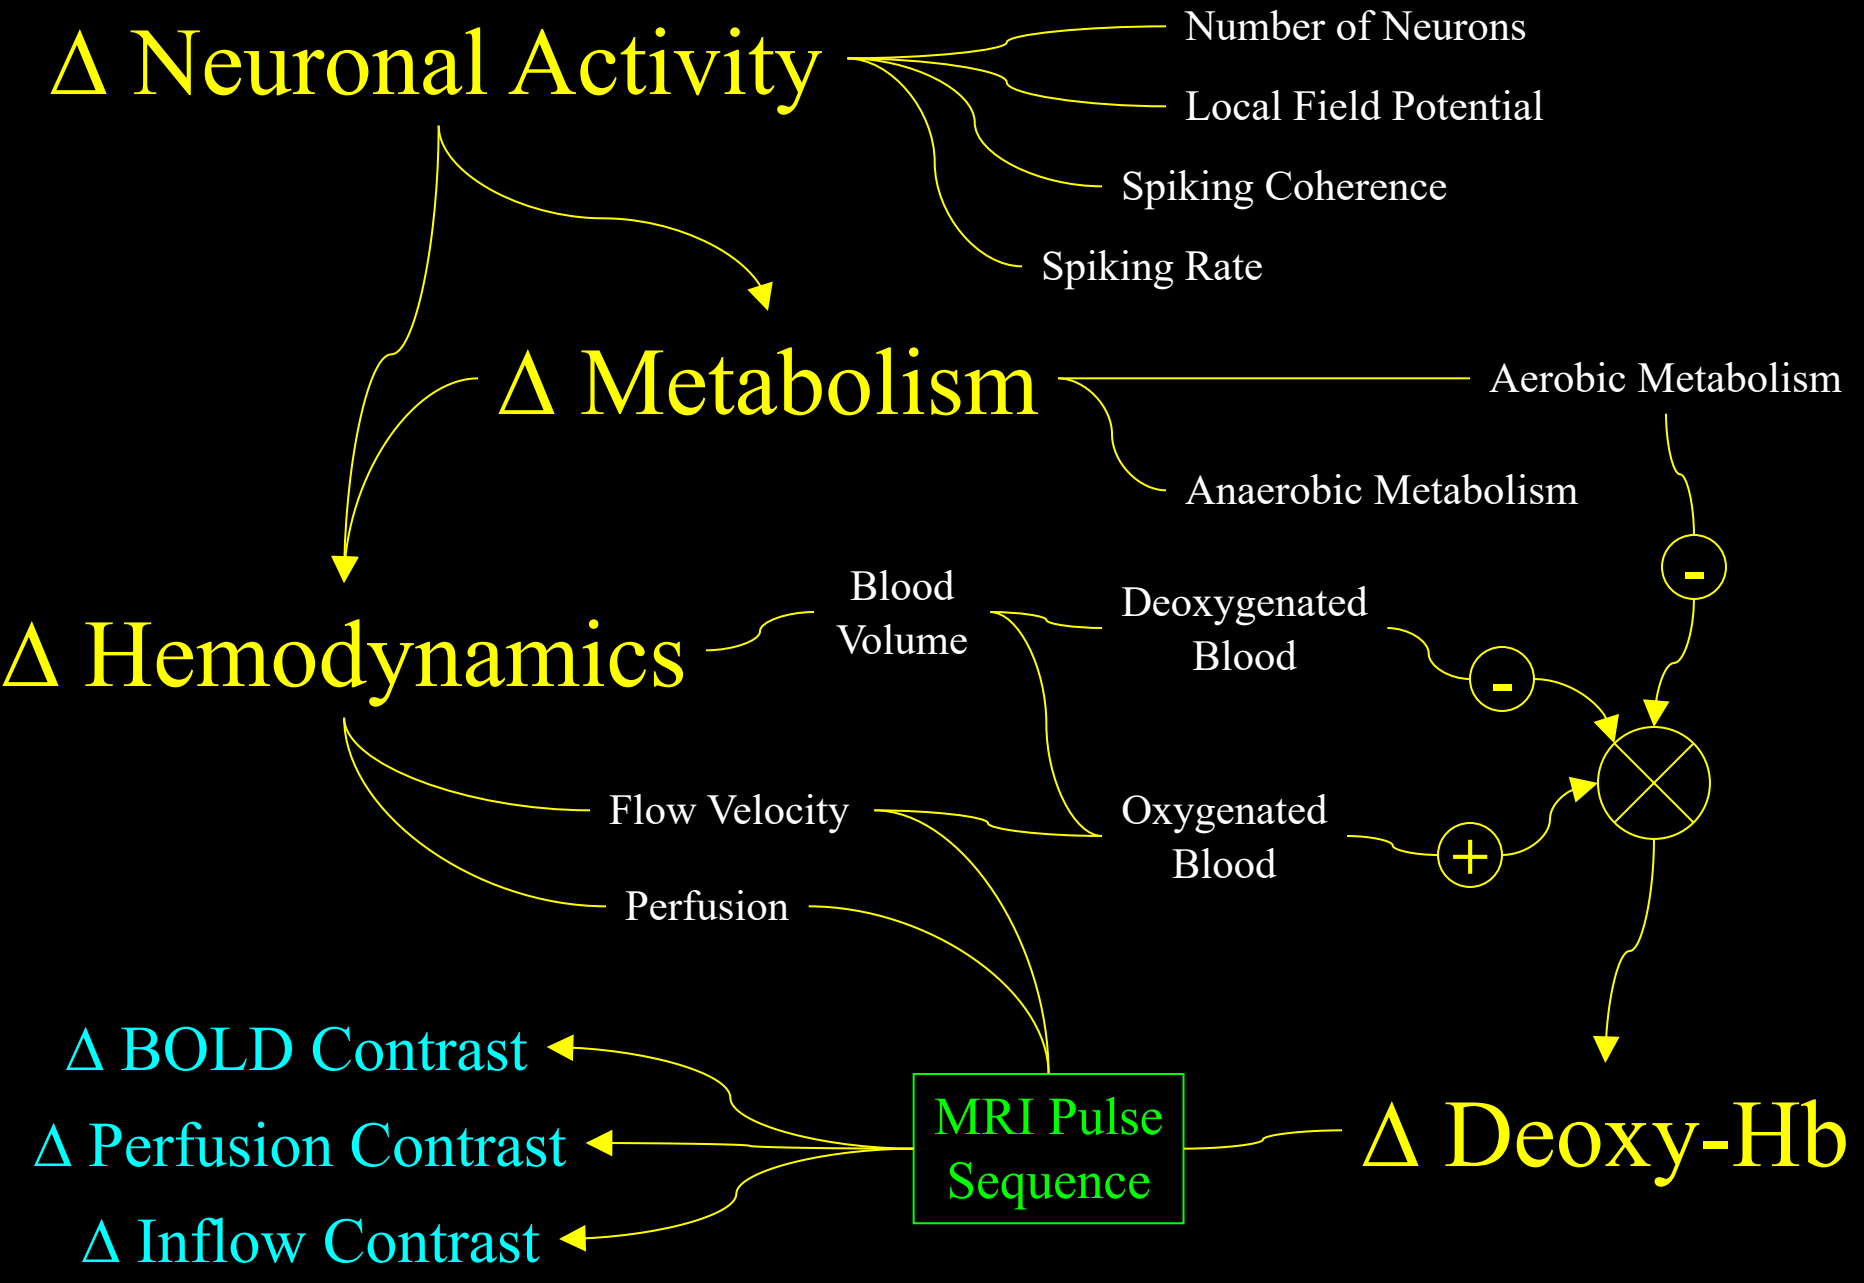 Δ Neuronal Activity
Number of Neurons
Local Field Potential
Spiking Coherence
Spiking Rate
Δ Metabolism
Aerobic Metabolism
Anaerobic Metabolism
-
Δ Hemodynamics
Blood
Volume
Deoxygenated
Blood
-
Flow Velocity
Oxygenated
Blood
+
Perfusion
Δ BOLD Contrast
Δ Perfusion Contrast
Δ Inflow Contrast
MRI Pulse
Sequence
Δ Deoxy-Hb